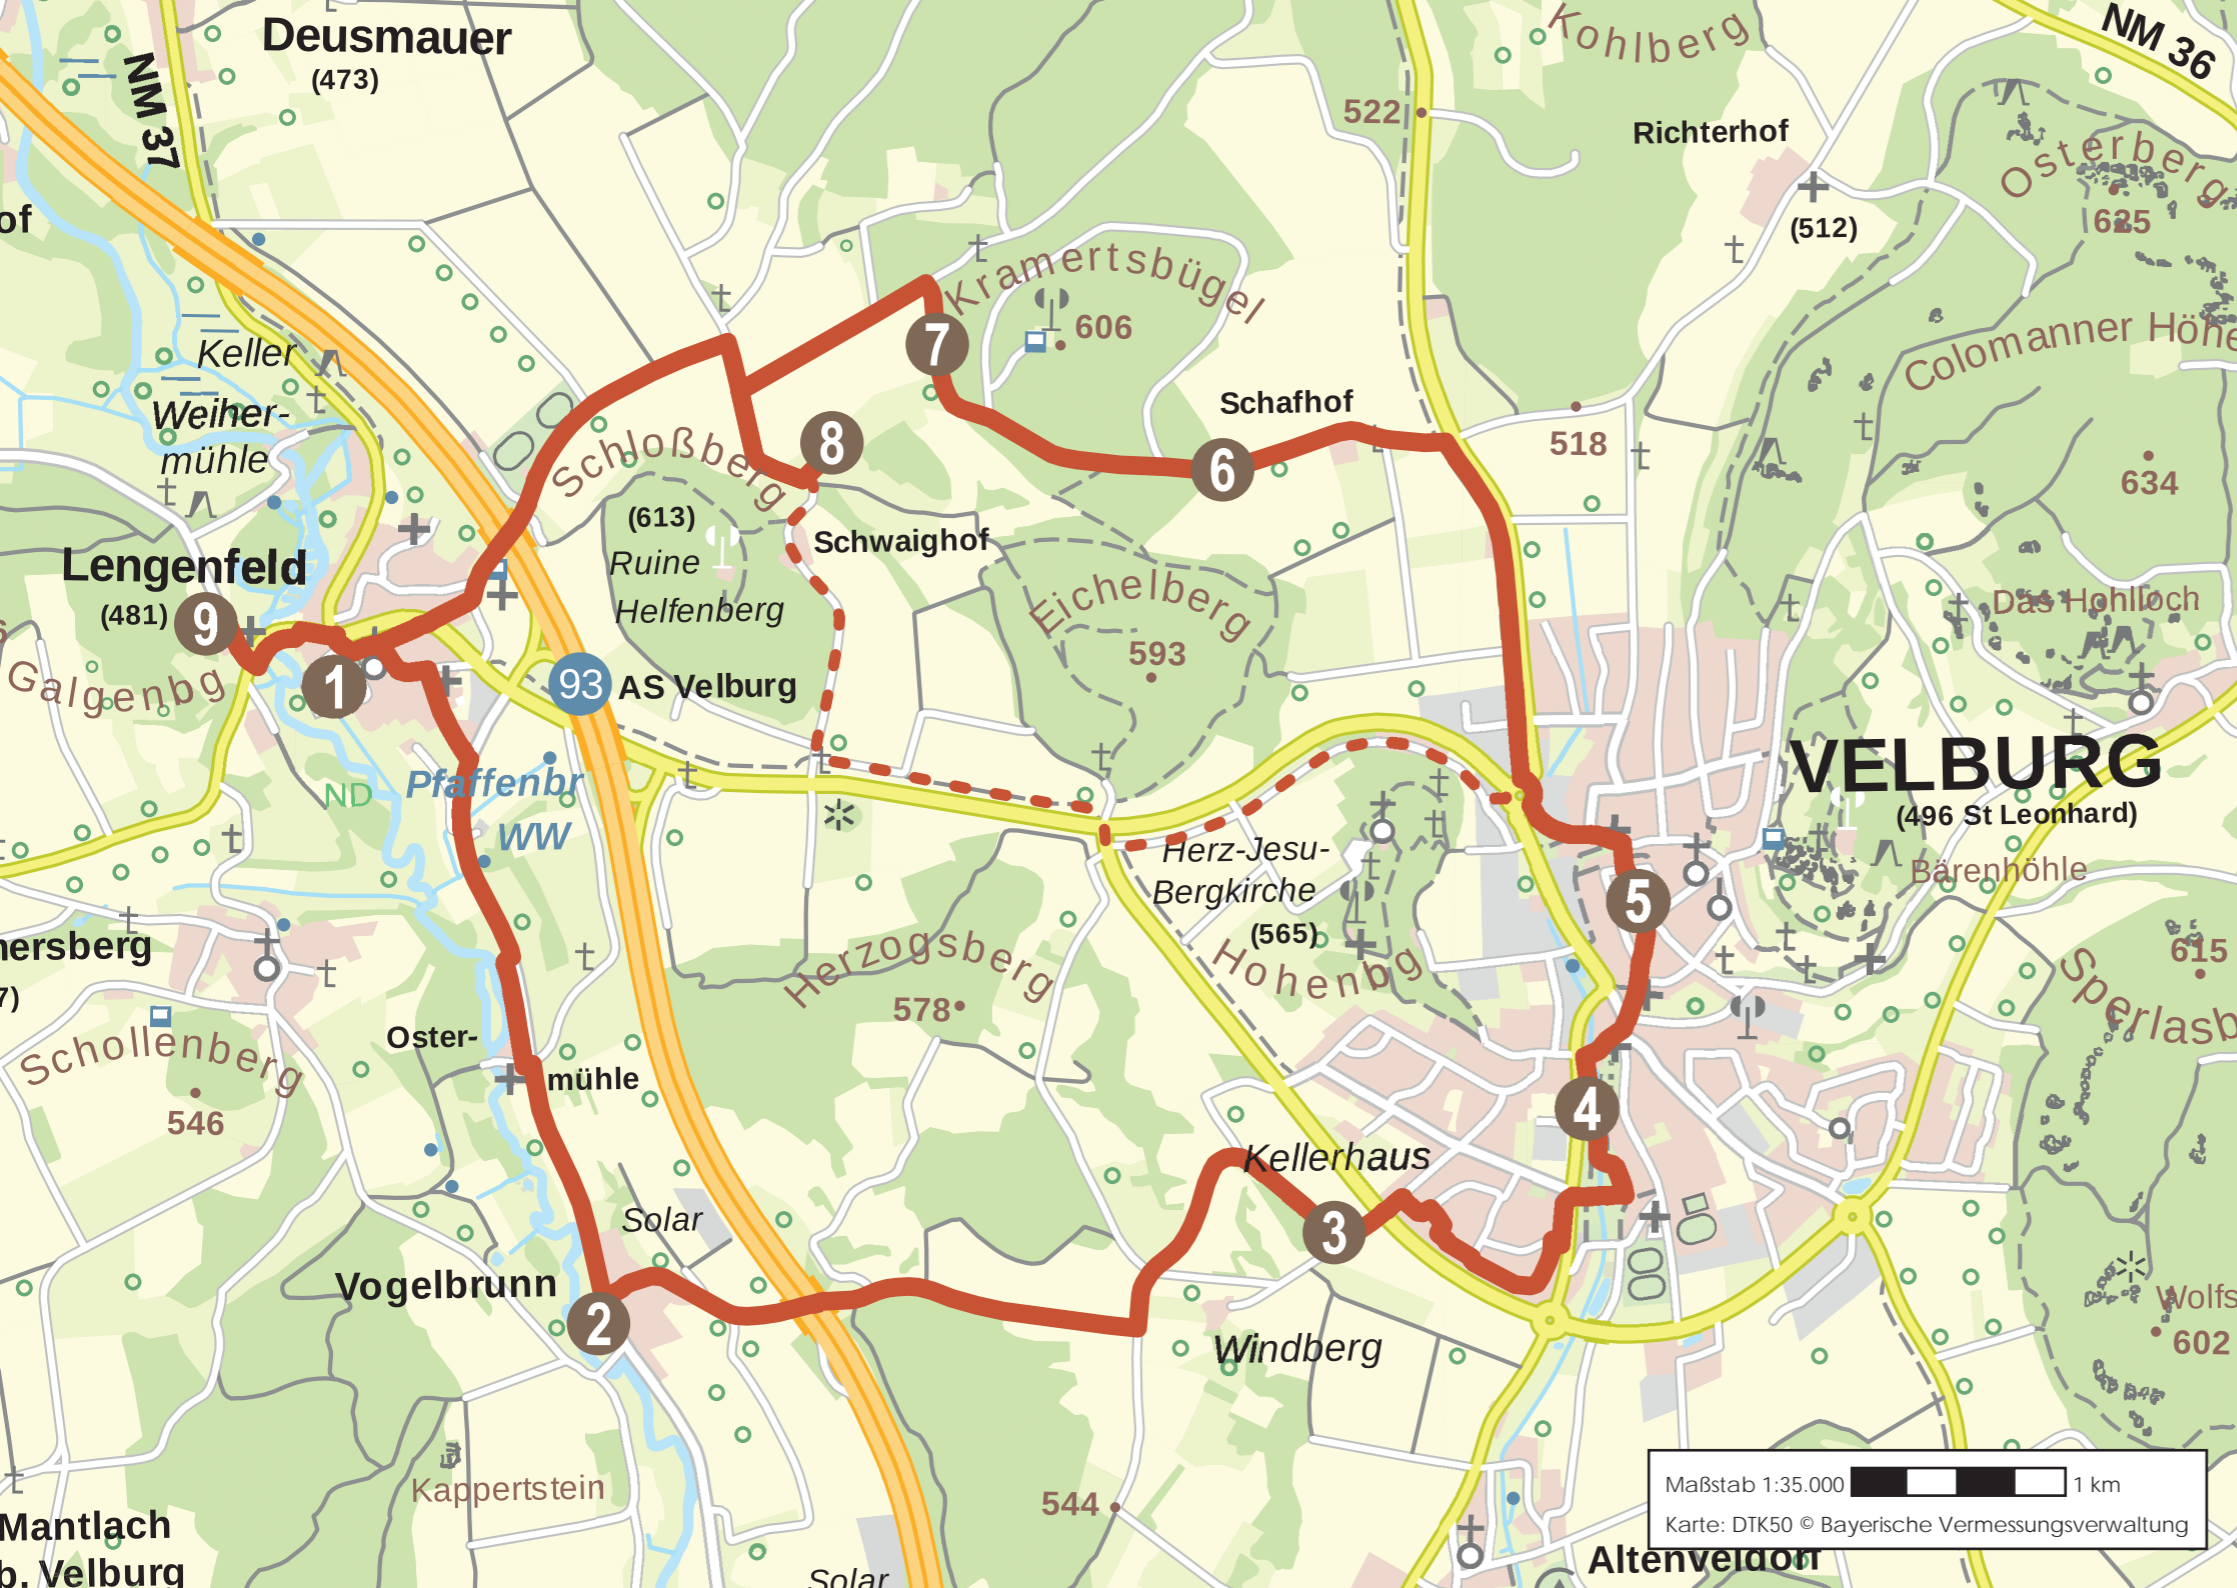 Deusmauer
(473)
NM 37
Kohlberg
NM 36
522
Richterhof
(512)
Osterberg
625
of
Kramertsbügel
606
7
Keller
Weiher-
mühle
Schloßberg
8
Schafhof
6
518
Colomanner Höhe
634
(613)
Ruine
Helfenberg
Schwaighof
Lengenfeld
(481)
9
1
Galgenbg
93
AS Velburg
Eichelberg
593
Das Hohlloch
VELBURG
(496 St Leonhard)
Bärenhöhle
ND
Pfaffenbr
WW
Herz-Jesu-
Bergkirche
(565)
Hohenbg
5
Herzogsberg
578
615
Sperlasb
hersberg
7)
Schollenberg
546
Oster-
mühle
4
Kellerhaus
3
Solar
Vogelbrunn
2
Windberg
Wolfs
602
Kappertstein
544
Mantlach
b. Velburg
Solar
Maßstab 1:35.000 1 km
Karte: DTK50 © Bayerische Vermessungsverwaltung
Altenveldorf